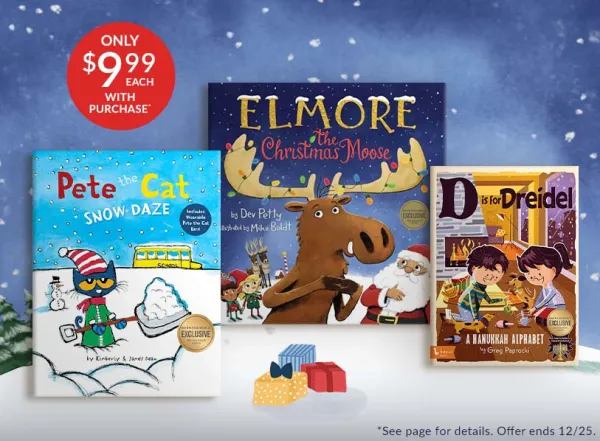 ONLY
$9.99
EACH
WITH
PURCHASE*
ELMORE
the
Christmas Moose
by Dev Petty
illustrated by Mike Boldt
EXCLUSIVE
Pete the Cat
SNOW DAZE
Includes
Wearable
Pete the Cat
SCHOOL
EXCLUSIVE
by Kimberly & James Dean
D is for Dreidel
EXCLUSIVE
A HANUKKAH ALPHABET
by Greg Paprocki
*See page for details. Offer ends 12/25.